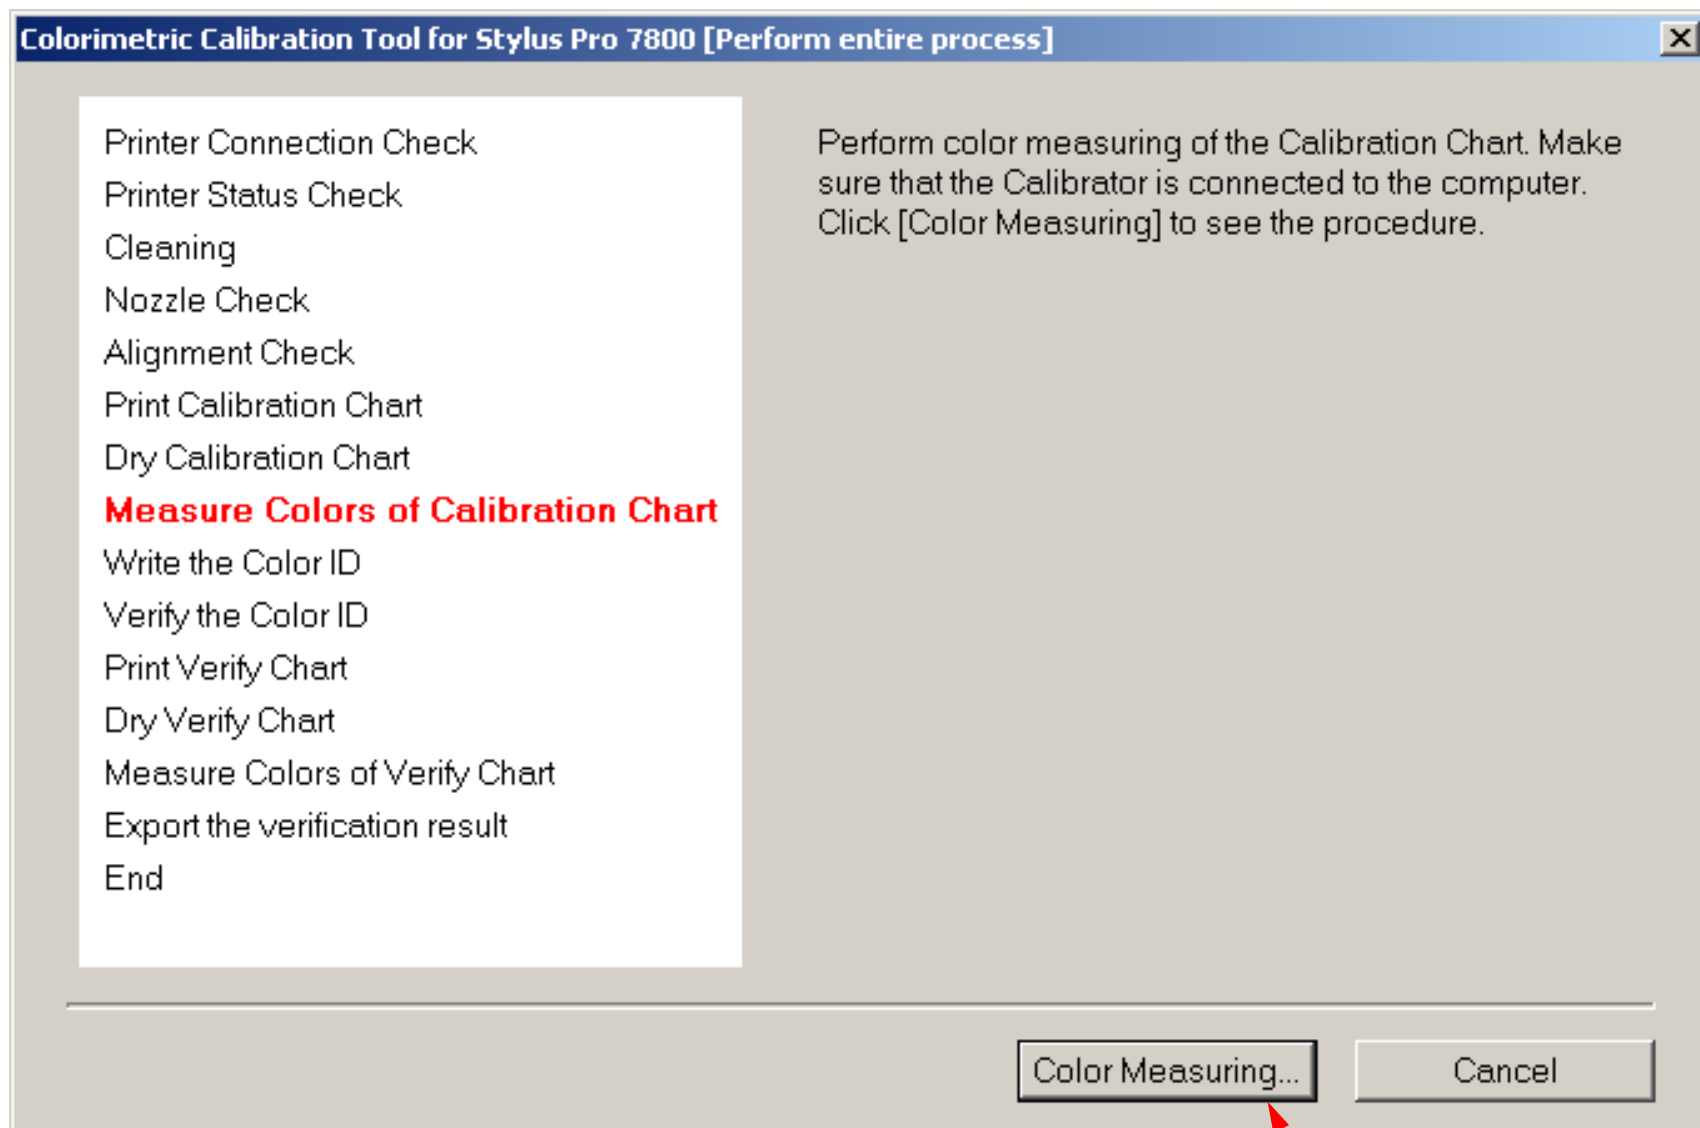 Colorimetric Calibration Tool for Stylus Pro 7800 [Perform entire process]
Printer Connection Check
Printer Status Check
Cleaning
Nozzle Check
Alignment Check
Print Calibration Chart
Dry Calibration Chart
Measure Colors of Calibration Chart
Write the Color ID
Verify the Color ID
Print Verify Chart
Dry Verify Chart
Measure Colors of Verify Chart
Export the verification result
End
Perform color measuring of the Calibration Chart. Make
sure that the Calibrator is connected to the computer.
Click [Color Measuring] to see the procedure.
Color Measuring...
Cancel